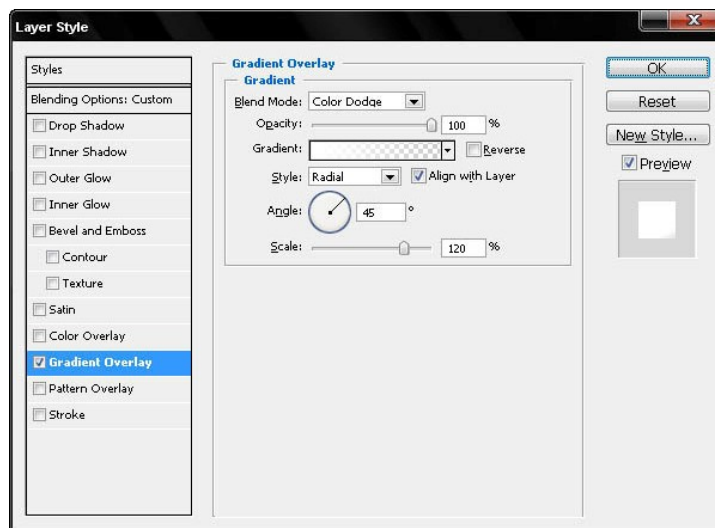 Layer Style
Styles
Blending Options: Custom
Drop Shadow
Inner Shadow
Outer Glow
Inner Glow
Bevel and Emboss
Contour
Texture
Satin
Color Overlay
Gradient Overlay
Pattern Overlay
Stroke
Gradient Overlay
Gradient
Blend Mode: Color Dodge
Opacity: 100 %
Gradient: Reverse
Style: Radial Align with Layer
Angle: 45 °
Scale: 120 %
OK
Reset
New Style...
Preview